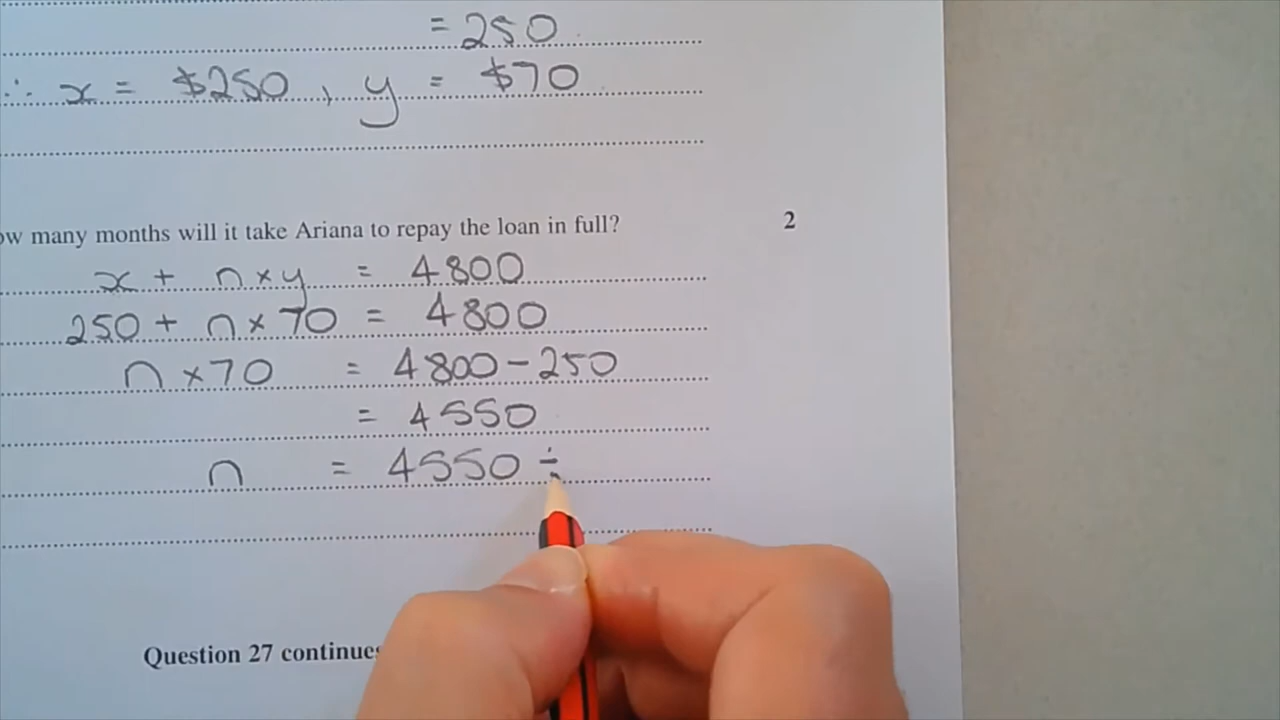 = 250
∴ x = $250, y = $70
many months will it take Ariana to repay the loan in full? 2
x + n × y = 4800
250 + n × 70 = 4800
n × 70 = 4800 - 250
= 4550
n = 4550 ÷
Question 27 continues